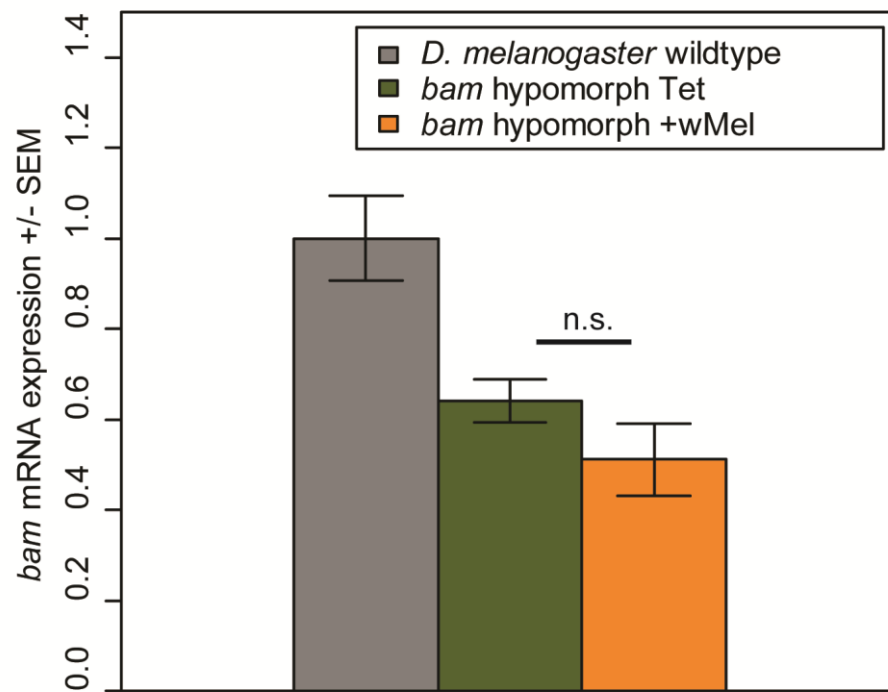 bam mRNA expression +/- SEM
1.4
1.2
1.0
0.8
0.6
0.4
0.2
0.0
D. melanogaster wildtype
bam hypomorph Tet
bam hypomorph +wMel
n.s.